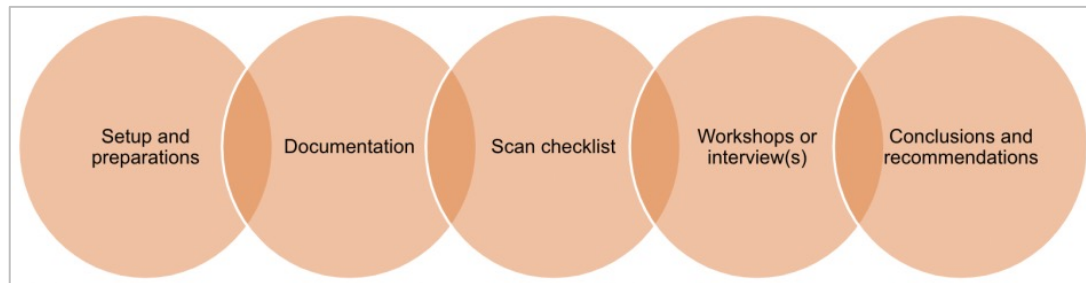 Setup and
preparations
Documentation
Scan checklist
Workshops or
interview(s)
Conclusions and
recommendations